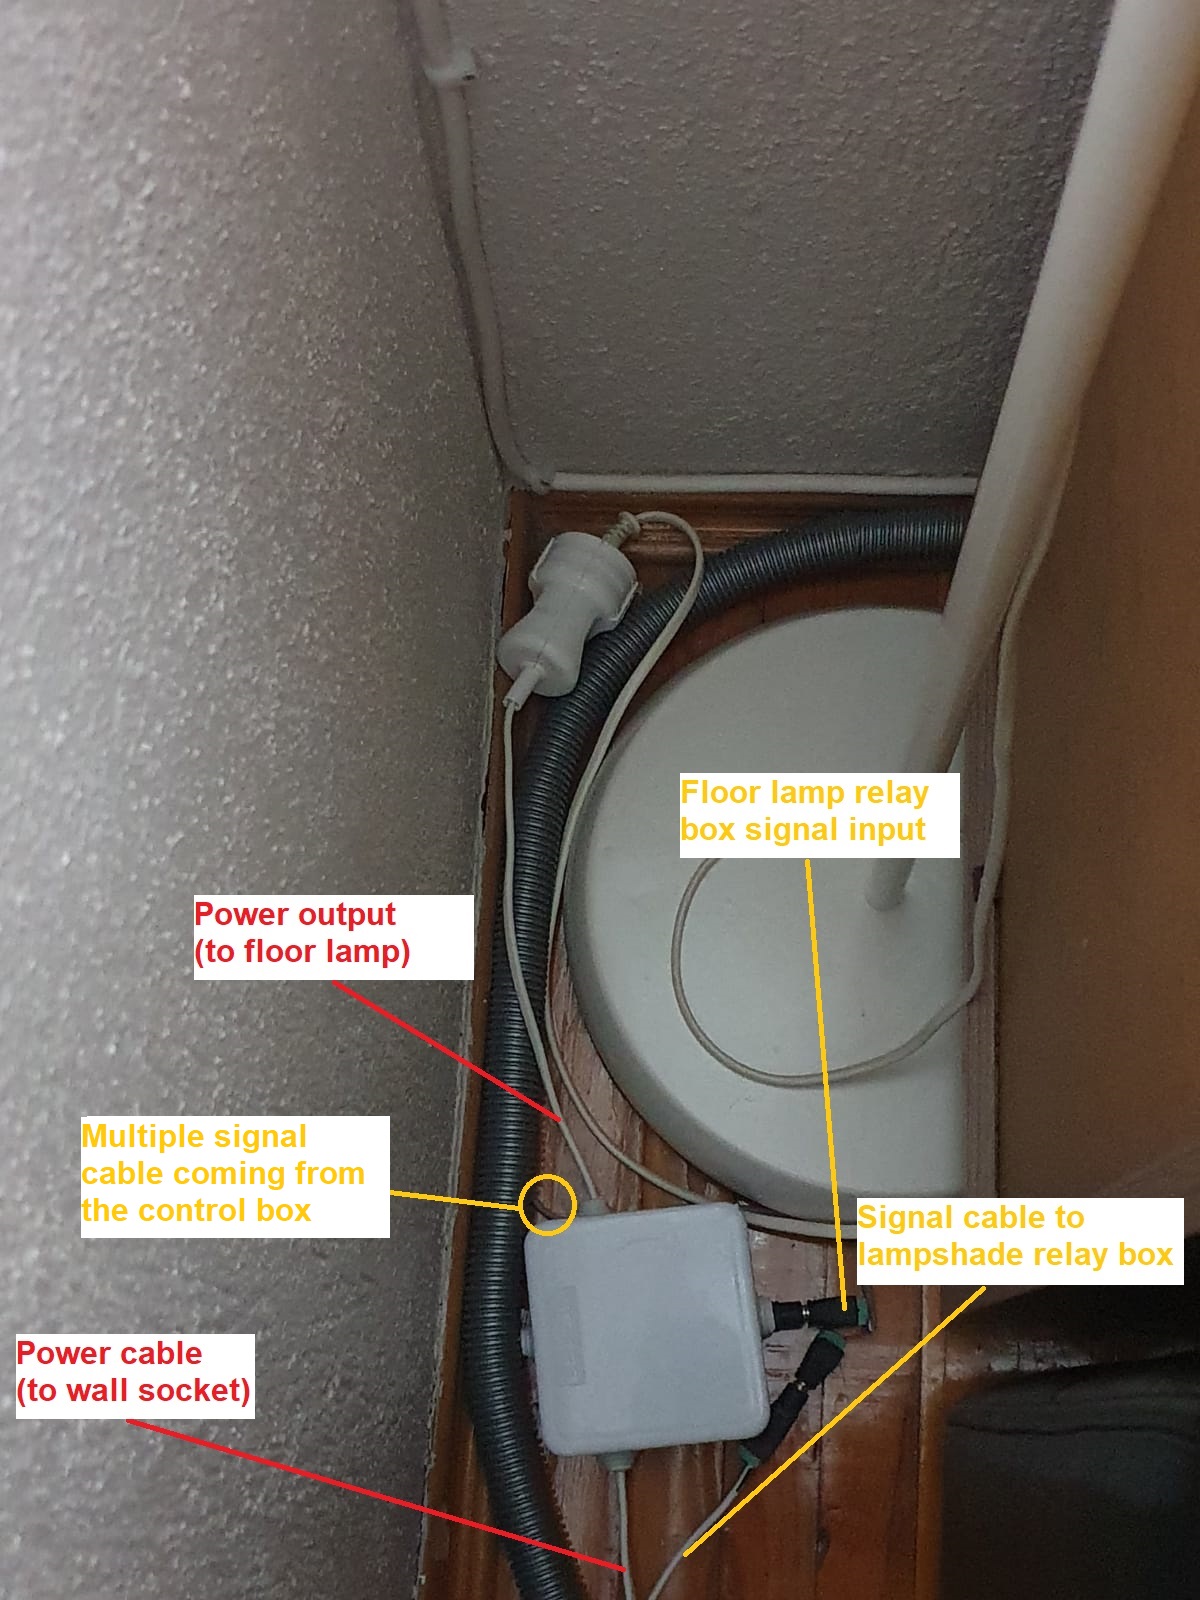 Floor lamp relay
box signal input
Power output
(to floor lamp)
Multiple signal
cable coming from
the control box
Signal cable to
lampshade relay box
Power cable
(to wall socket)